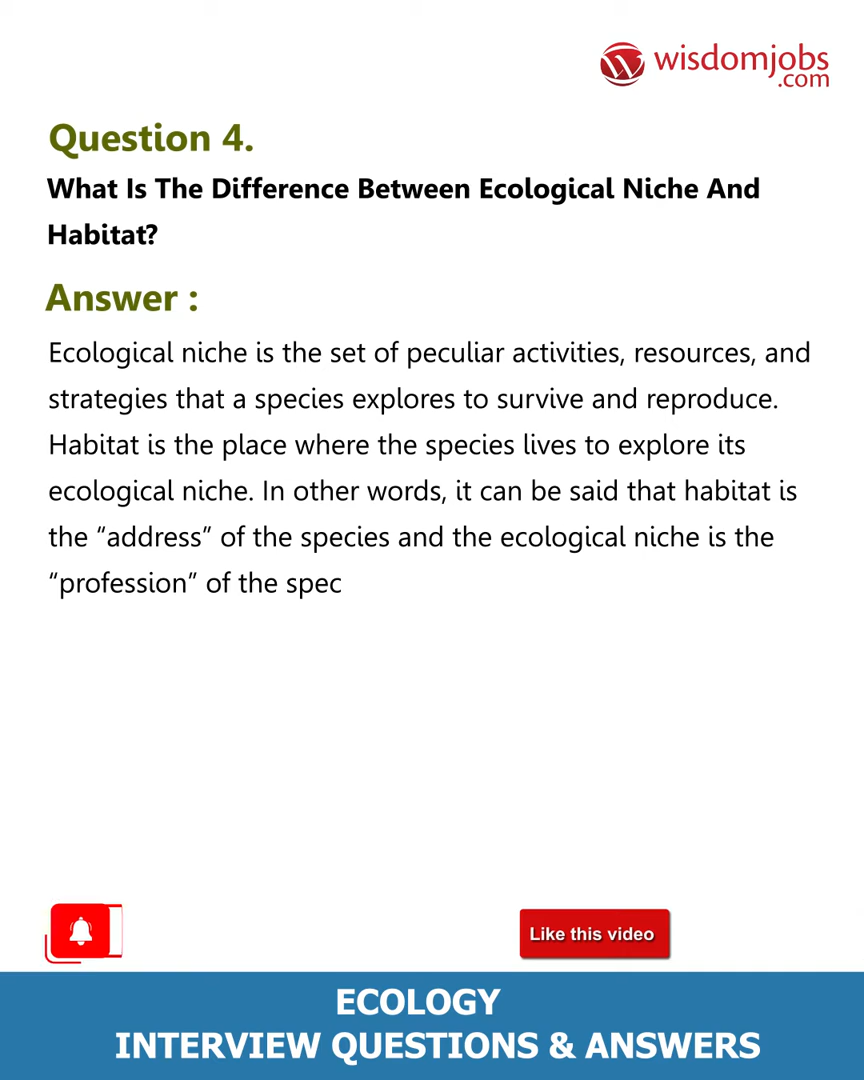 wisdomjobs
.com
Question 4.
What Is The Difference Between Ecological Niche And
Habitat?
Answer :
Ecological niche is the set of peculiar activities, resources, and
strategies that a species explores to survive and reproduce.
Habitat is the place where the species lives to explore its
ecological niche. In other words, it can be said that habitat is
the “address” of the species and the ecological niche is the
“profession” of the spec
Like this video
ECOLOGY
INTERVIEW QUESTIONS & ANSWERS